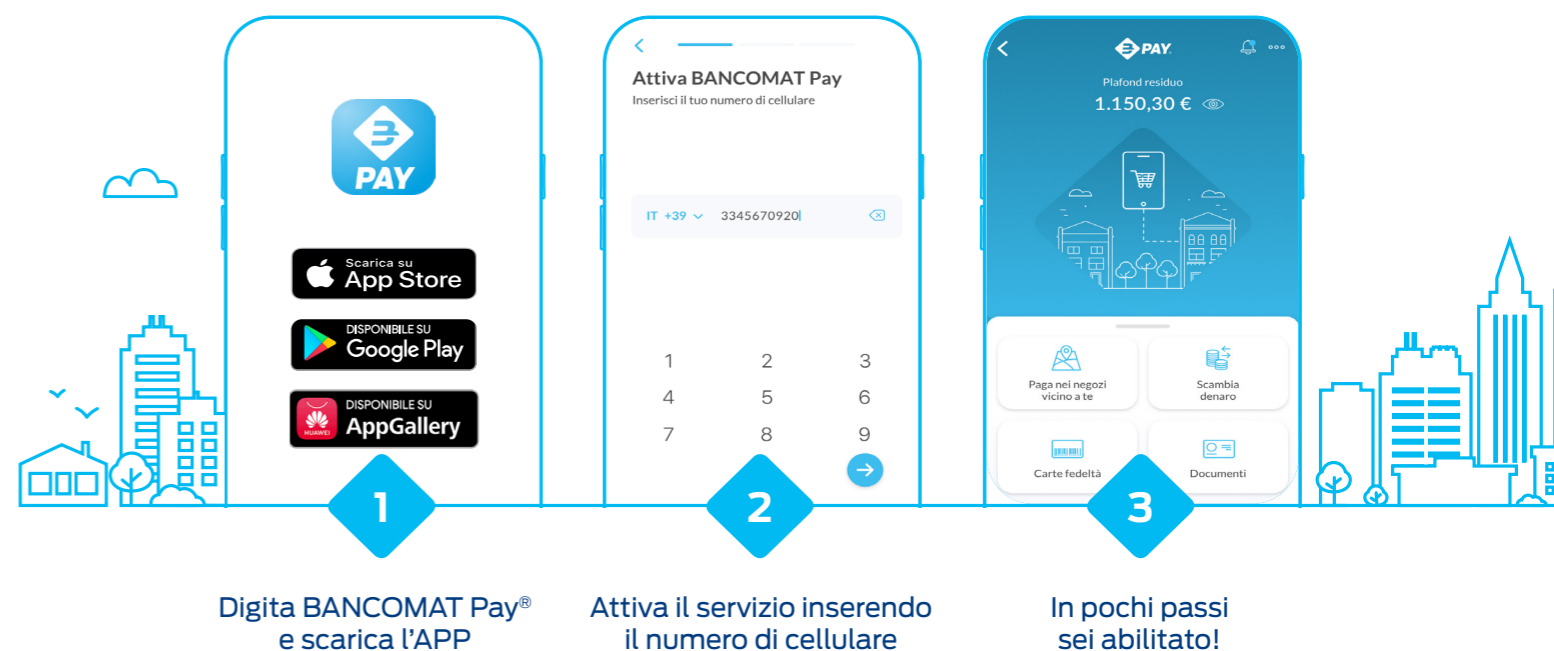 PAY
Scarica su
App Store
DISPONIBILE SU
Google Play
HUAWEI
DISPONIBILE SU
AppGallery
1
Digita BANCOMAT Pay®
e scarica l’APP
Attiva BANCOMAT Pay
Inserisci il tuo numero di cellulare
IT +39 3345670920
1 2 3
4 5 6
7 8 9
2
Attiva il servizio inserendo
il numero di cellulare
PAY
Plafond residuo
1.150,30 €
Paga nei negozi
vicino a te
Scambia
denaro
Carte fedeltà
Documenti
3
In pochi passi
sei abilitato!